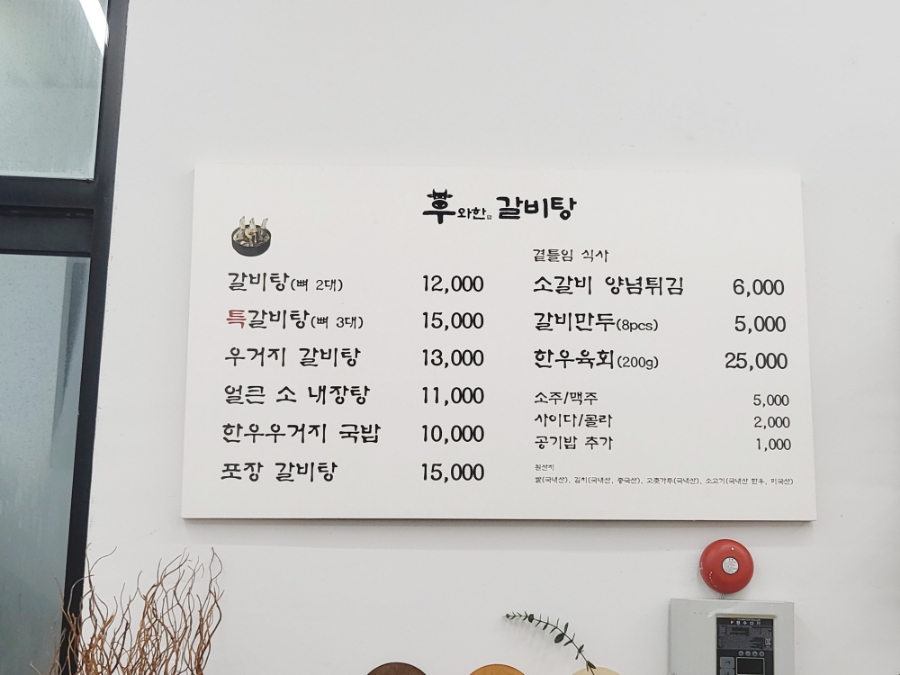 후와한 갈비탕
갈비탕(뼈 2대) 12,000
특갈비탕(뼈 3대) 15,000
우거지 갈비탕 13,000
얼큰 소 내장탕 11,000
한우우거지 국밥 10,000
포장 갈비탕 15,000
곁들임 식사
소갈비 양념튀김 6,000
갈비만두(8pcs) 5,000
한우육회(200g) 25,000
소주/맥주 5,000
사이다/콜라 2,000
공기밥 추가 1,000
원산지
쌀(국내산), 김치(국내산, 중국산), 고춧가루(국내산), 소고기(국내산 한우, 미국산)